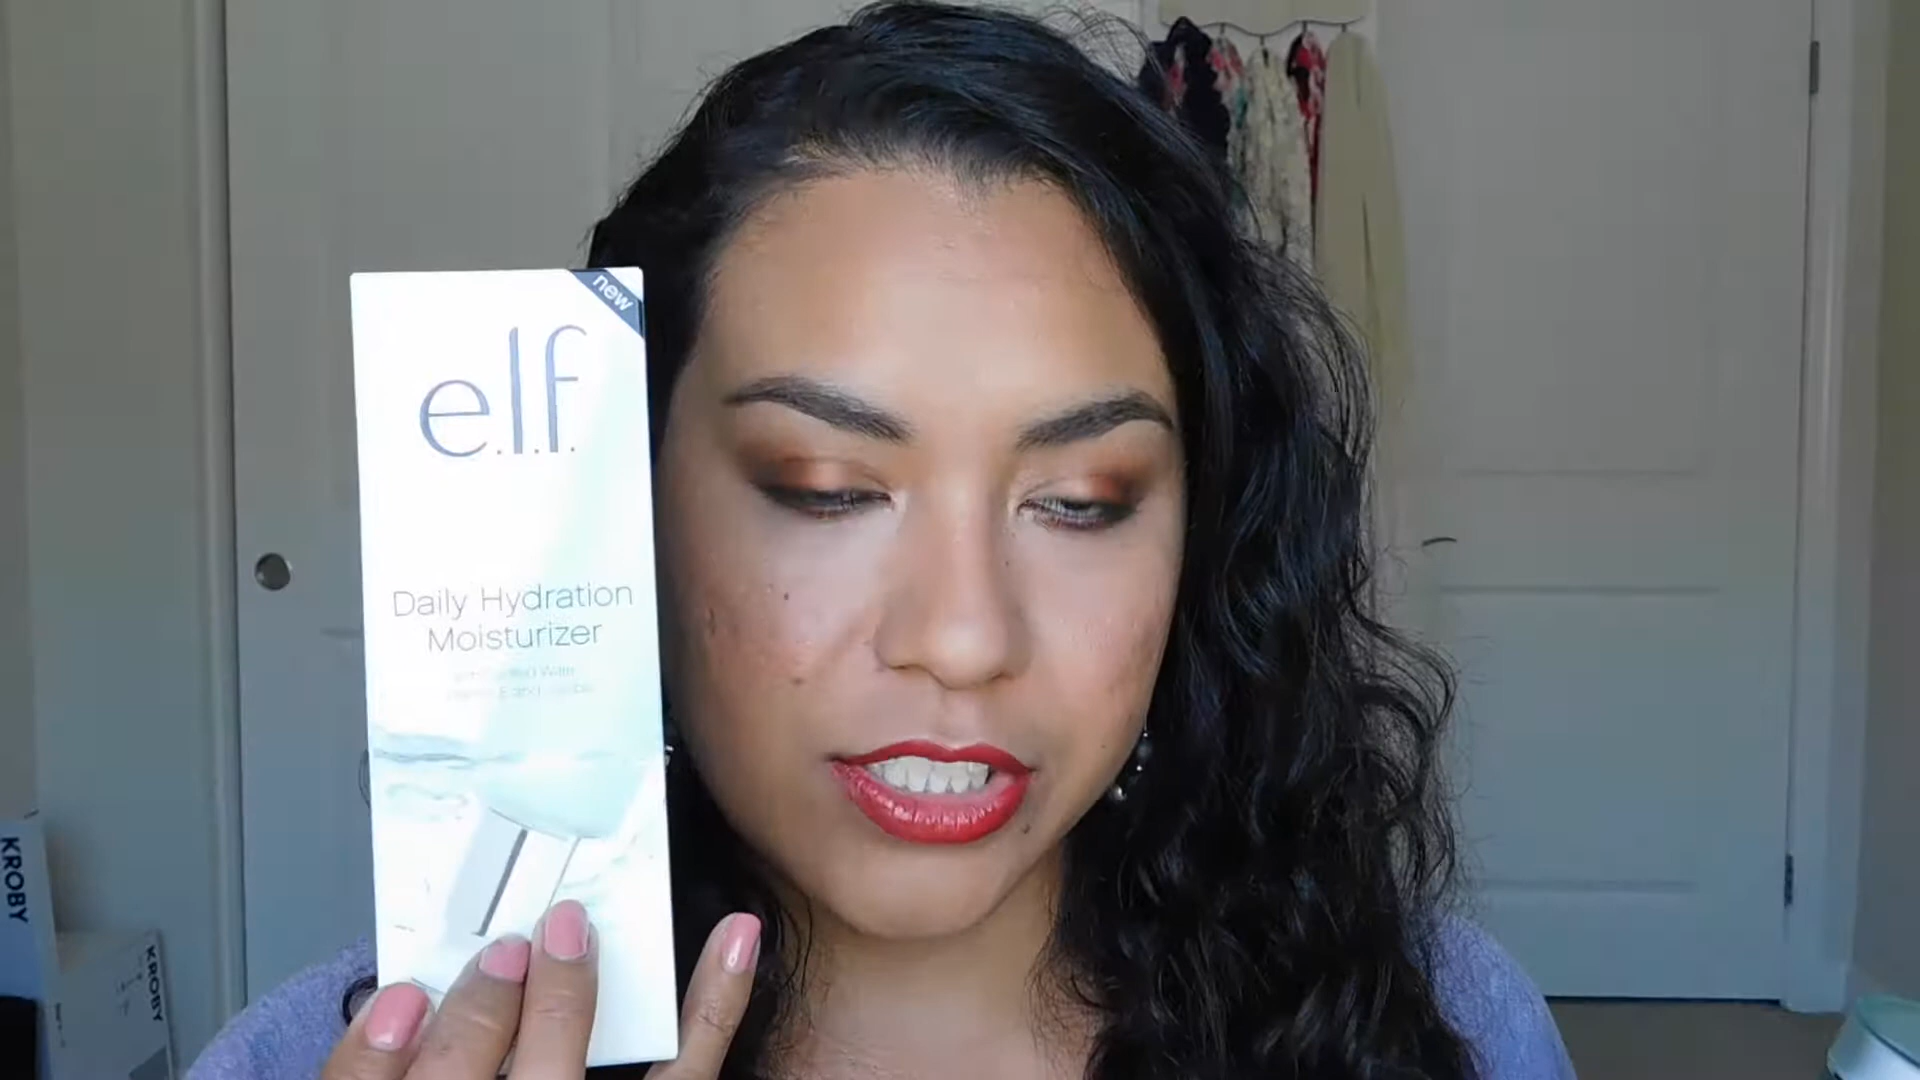 new
e.l.f.
Daily Hydration
Moisturizer
KROBY
KROBY